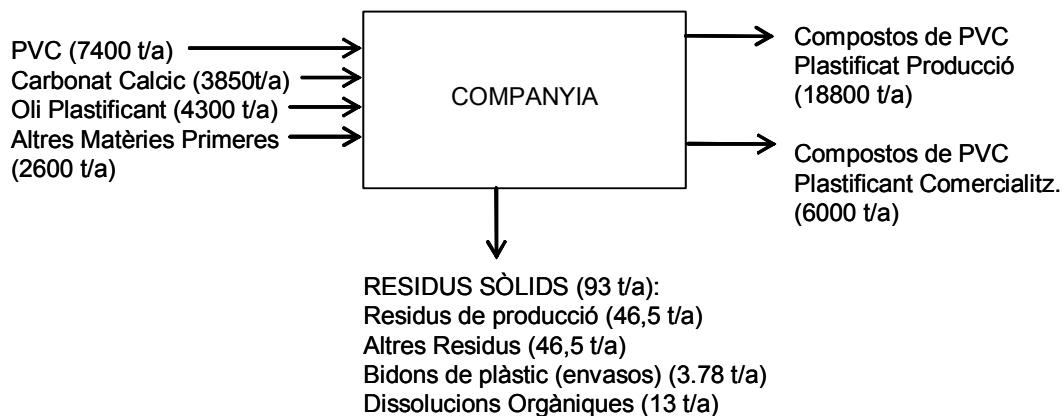 PVC (7400 t/a)
Carbonat Calcic (3850t/a)
Oli Plastificant (4300 t/a)
Altres Matèries Primeres
(2600 t/a)
COMPANYIA
Compostos de PVC
Plastificat Producció
(18800 t/a)
Compostos de PVC
Plastificant Comercialitz.
(6000 t/a)
RESIDUS SÒLIDS (93 t/a):
Residus de producció (46,5 t/a)
Altres Residus (46,5 t/a)
Bidons de plàstic (envasos) (3.78 t/a)
Dissolucions Orgàniques (13 t/a)